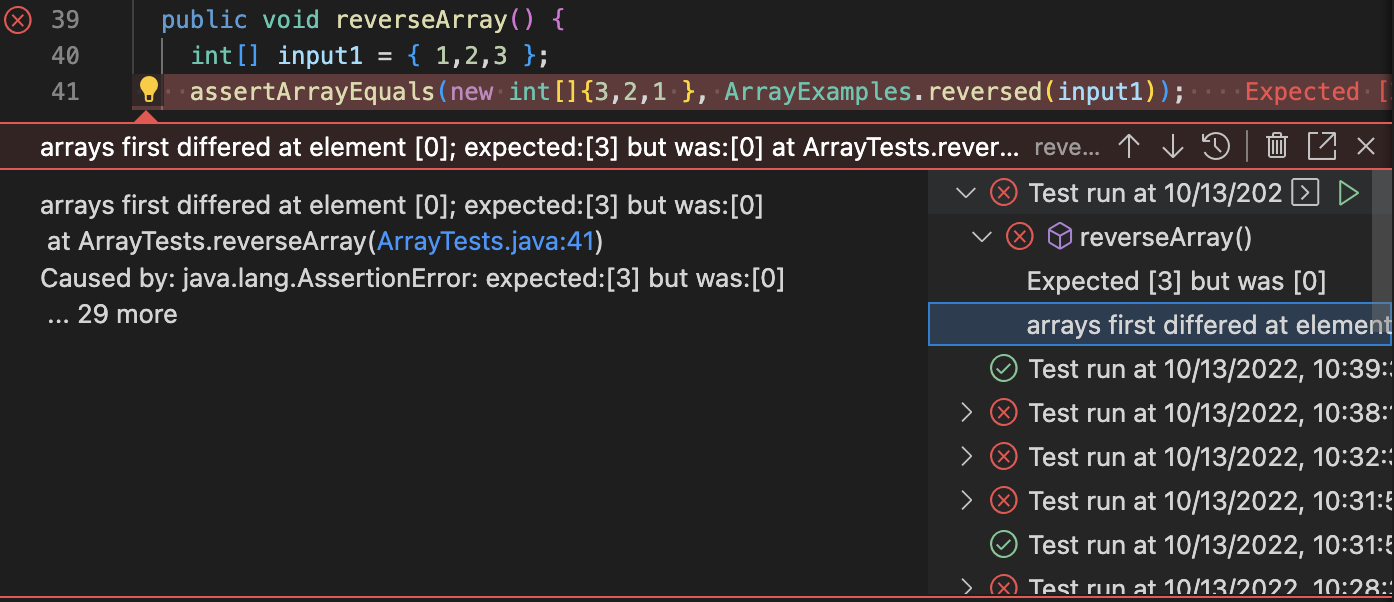 39 public void reverseArray() {
40 int[] input1 = { 1,2,3 };
41 assertArrayEquals(new int[]{3,2,1 }, ArrayExamples.reversed(input1)); Expected [
arrays first differed at element [0]; expected:[3] but was:[0] at ArrayTests.rever... reve...
arrays first differed at element [0]; expected:[3] but was:[0]
at ArrayTests.reverseArray(ArrayTests.java:41)
Caused by: java.lang.AssertionError: expected:[3] but was:[0]
... 29 more
Test run at 10/13/202
reverseArray()
Expected [3] but was [0]
arrays first differed at element
Test run at 10/13/2022, 10:39:
Test run at 10/13/2022, 10:38:
Test run at 10/13/2022, 10:32:
Test run at 10/13/2022, 10:31:5
Test run at 10/13/2022, 10:31:5
Test run at 10/13/2022, 10:28: